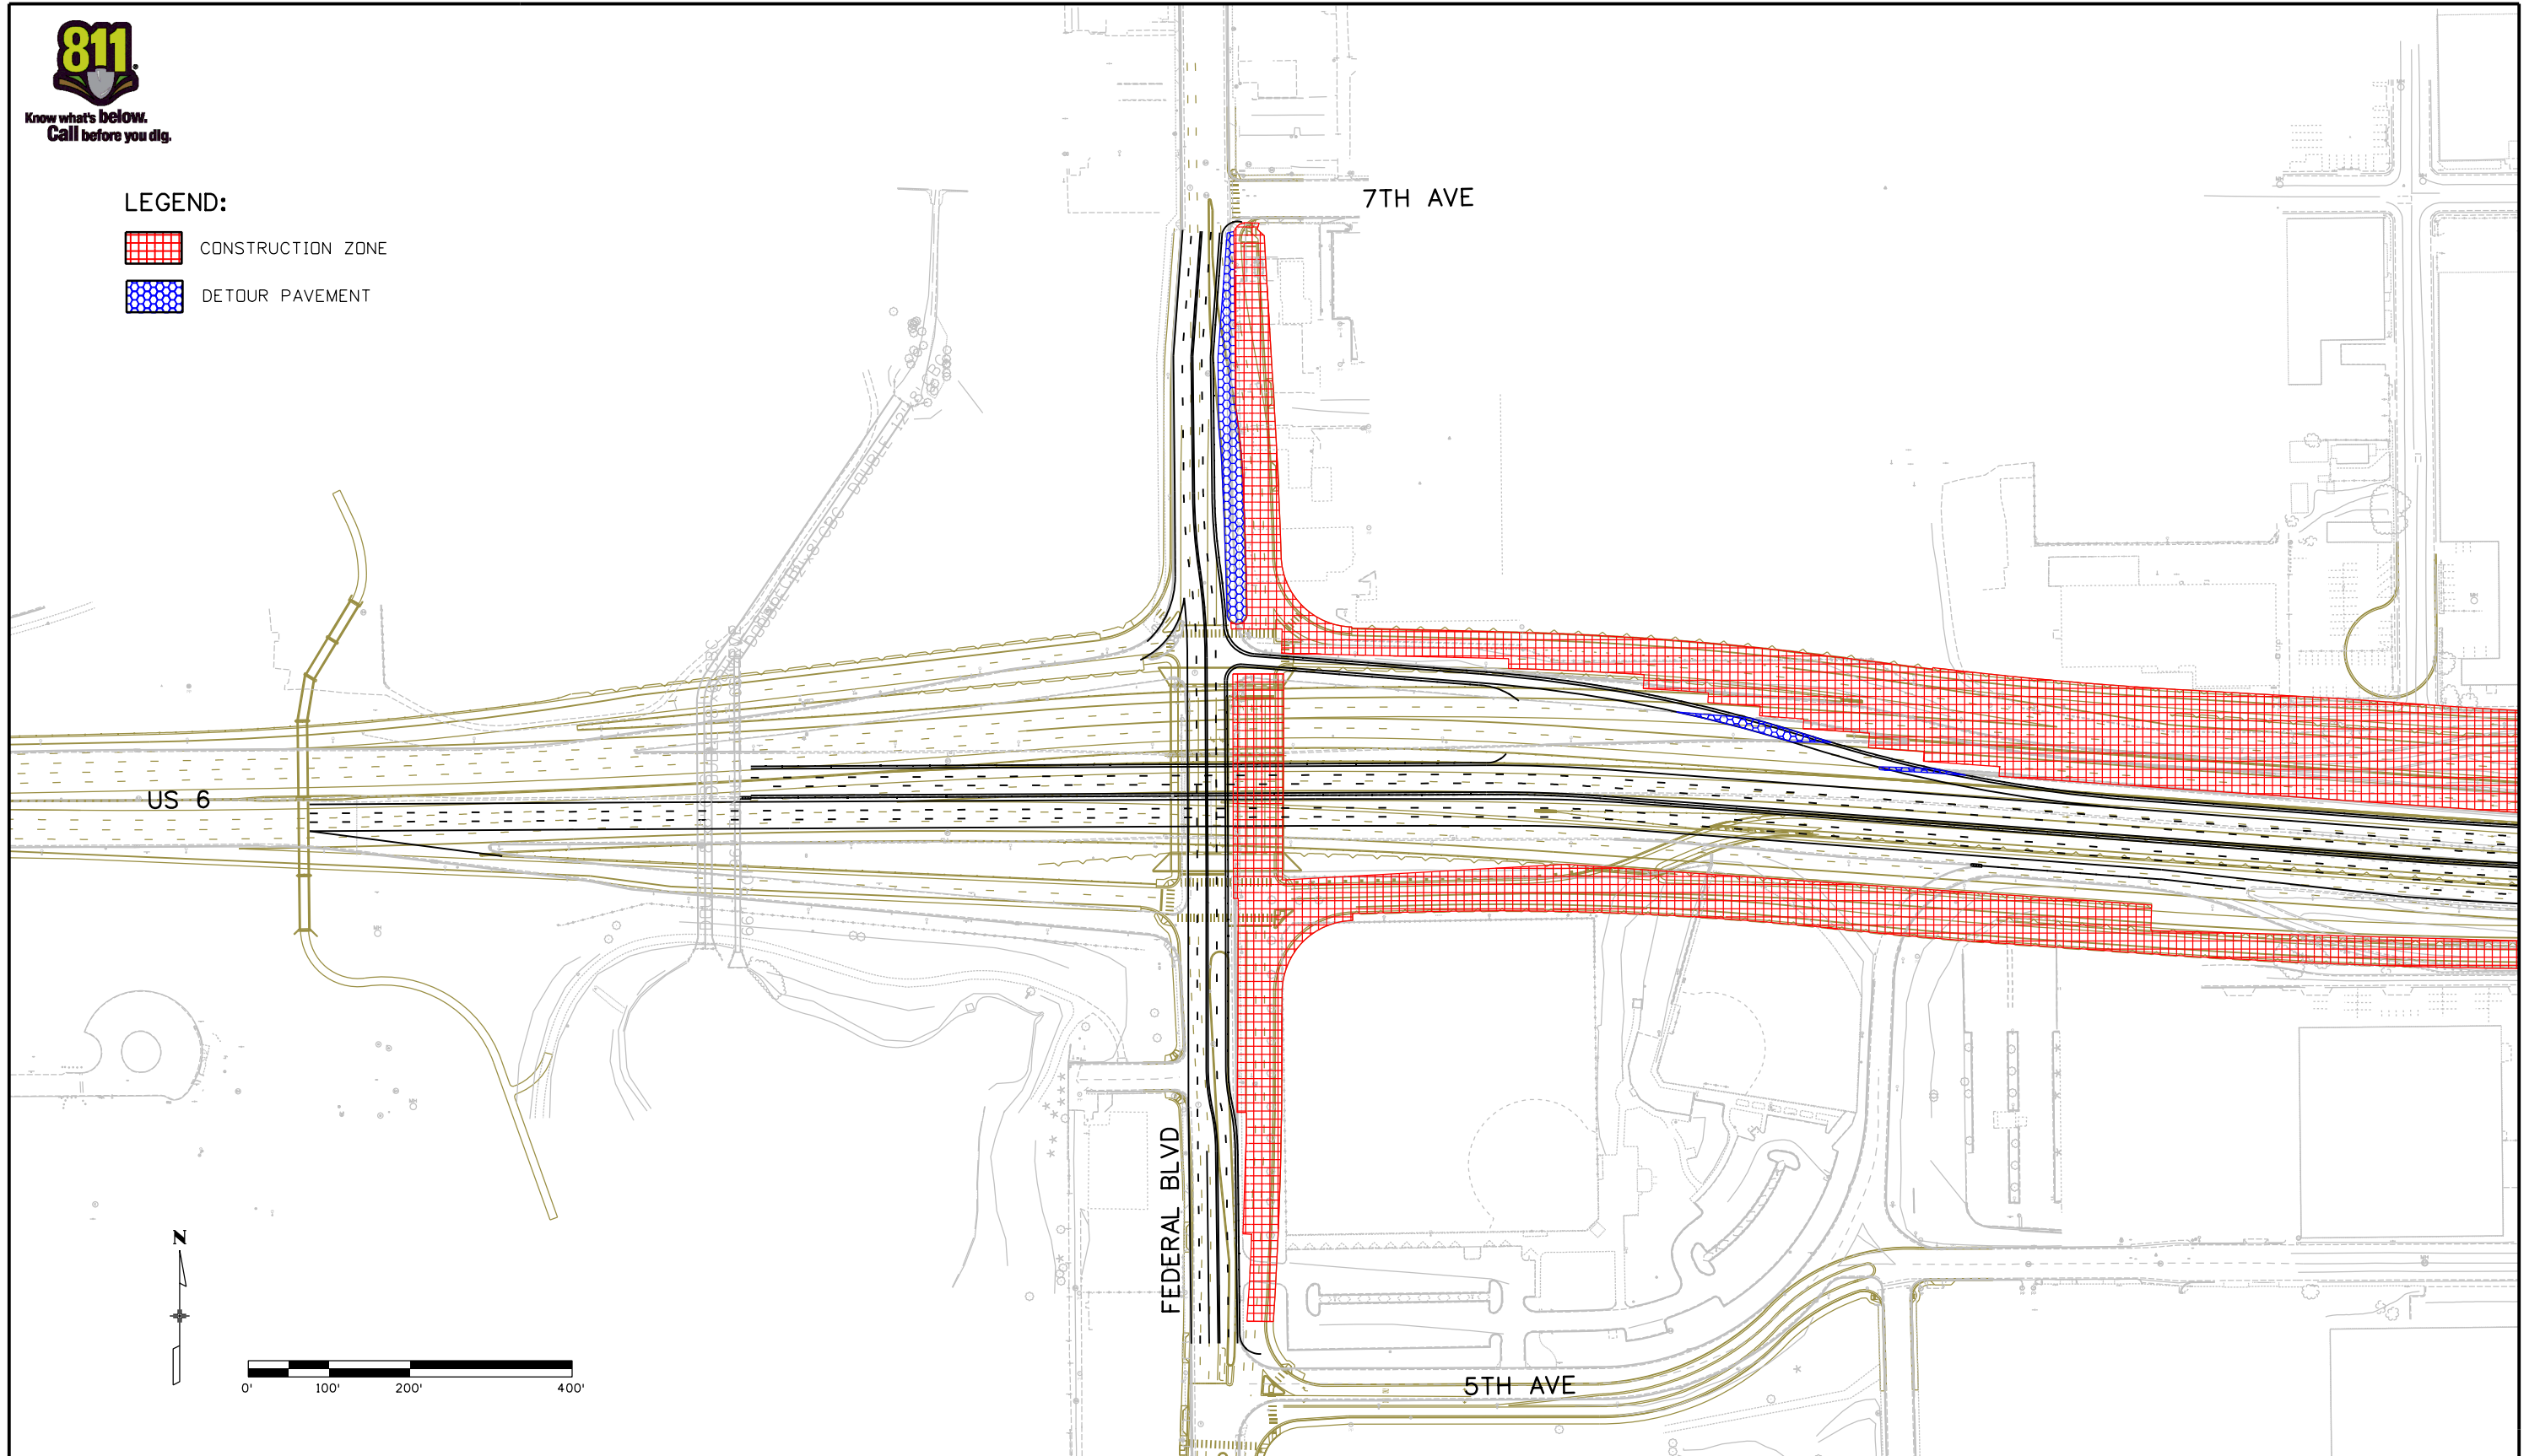 811®
Know what's below.
Call before you dig.
LEGEND:
CONSTRUCTION ZONE
DETOUR PAVEMENT
7TH AVE
US 6
FEDERAL BLVD
5TH AVE
N
0' 100' 200' 400'